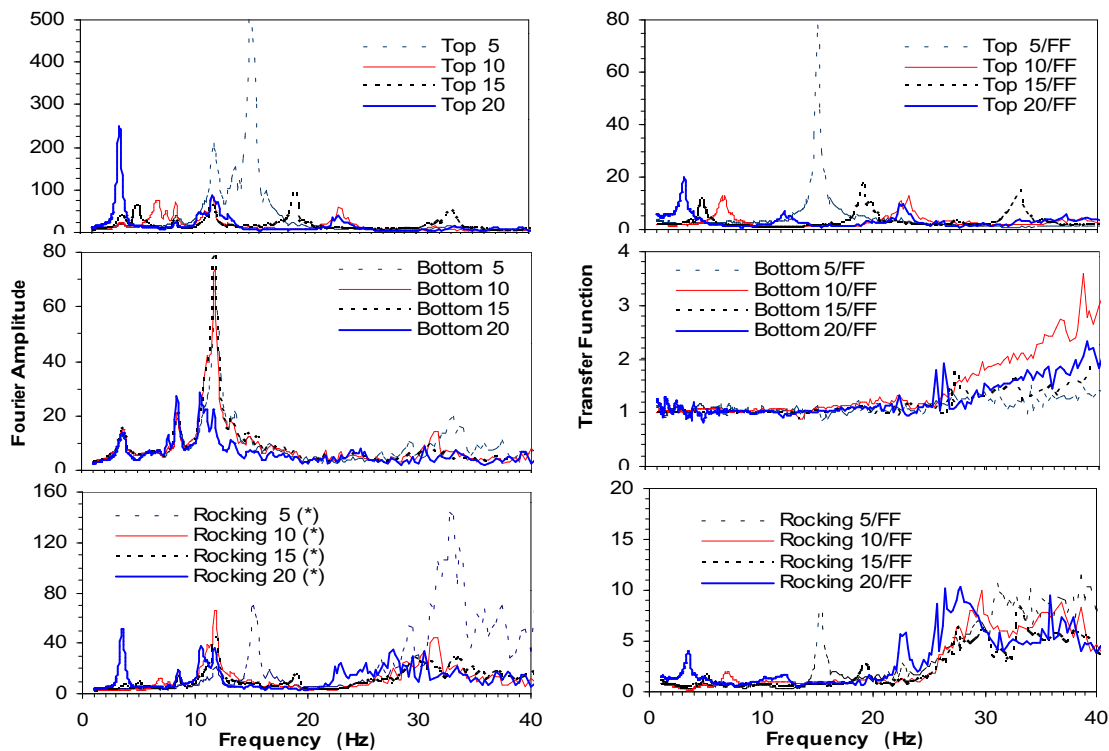 500
400
300
200
100
0
Top 5
Top 10
Top 15
Top 20
80
60
40
20
0
Top 5/FF
Top 10/FF
Top 15/FF
Top 20/FF
Fourier Amplitude
80
60
40
20
0
Bottom 5
Bottom 10
Bottom 15
Bottom 20
Transfer Function
4
3
2
1
0
Bottom 5/FF
Bottom 10/FF
Bottom 15/FF
Bottom 20/FF
160
120
80
40
0
Rocking 5 (*)
Rocking 10 (*)
Rocking 15 (*)
Rocking 20 (*)
0 10 20 30 40
Frequency (Hz)
20
15
10
5
0
Rocking 5/FF
Rocking 10/FF
Rocking 15/FF
Rocking 20/FF
0 10 20 30 40
Frequency (Hz)